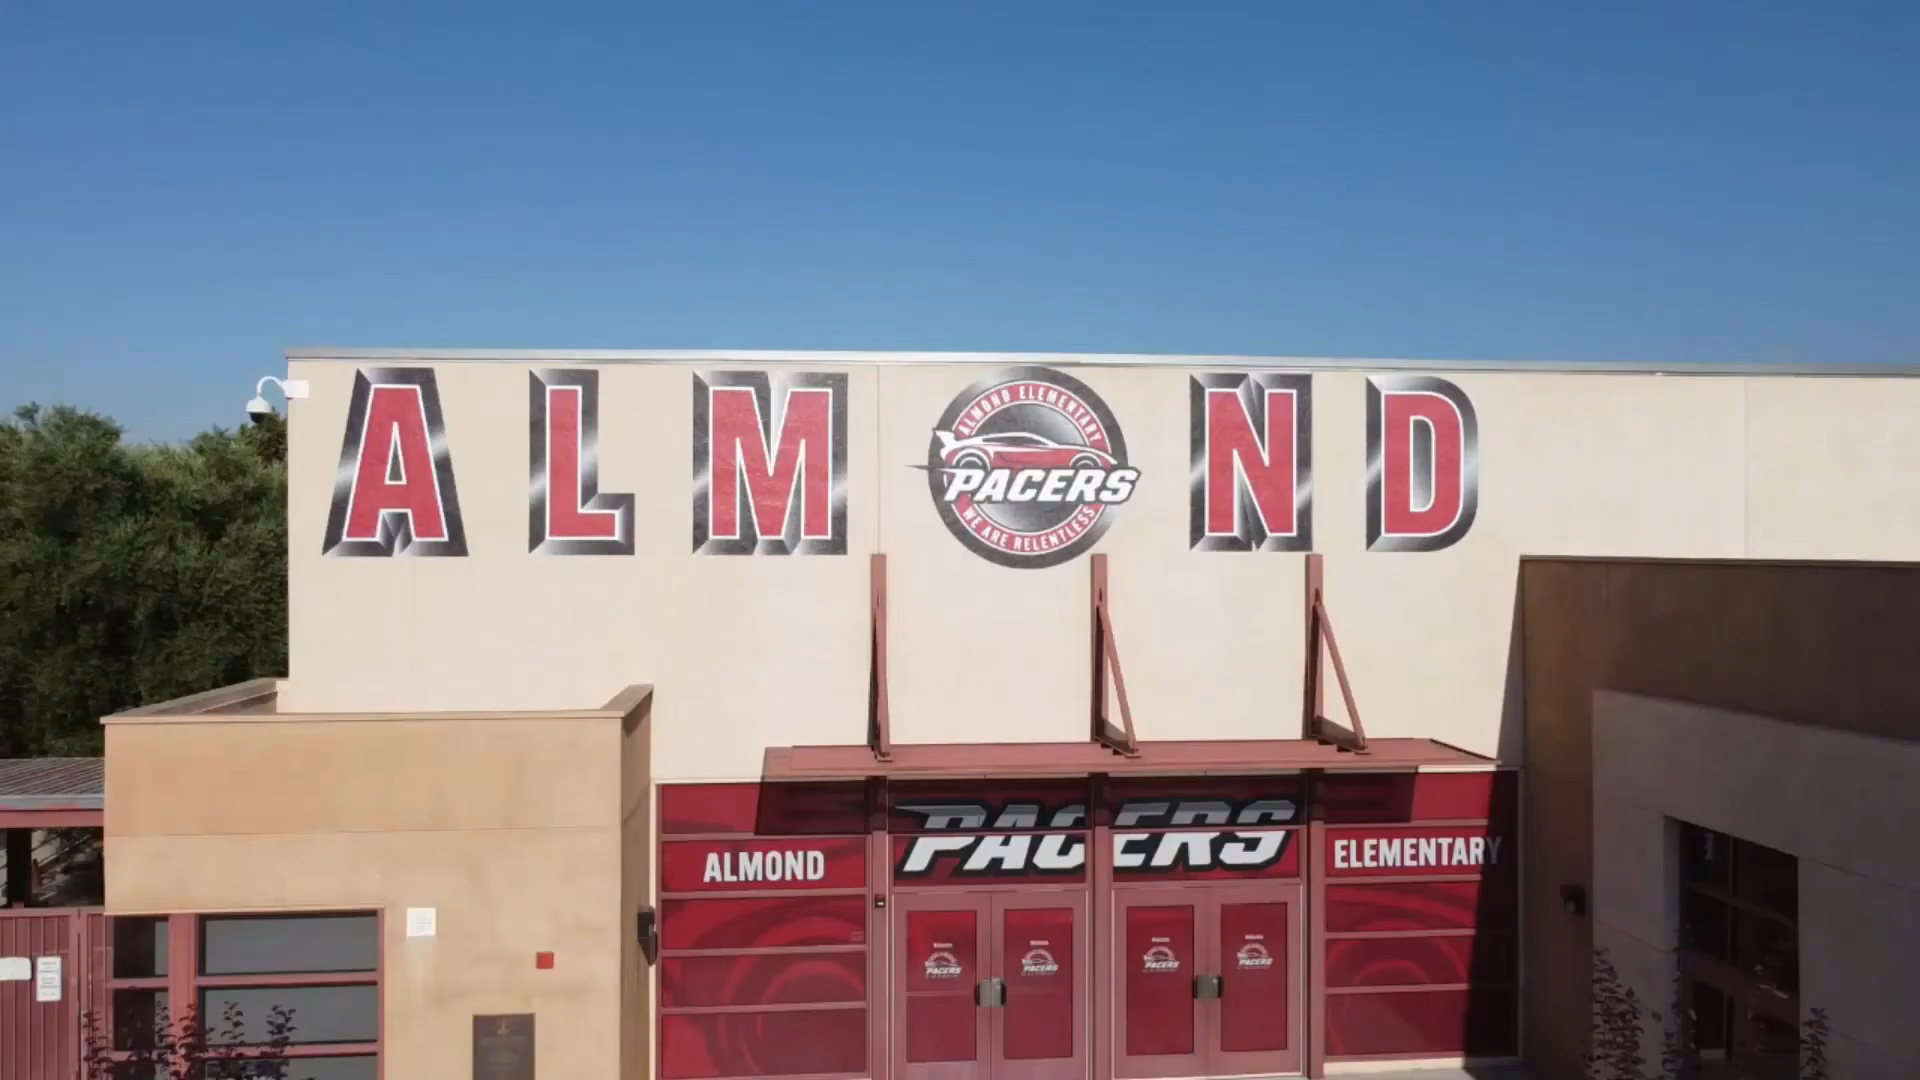 ALM ND
ALMOND ELEMENTARY
PACERS
WE ARE RELENTLESS
PACERS
ALMOND
ELEMENTARY
PACERS
PACERS
PACERS
PACERS